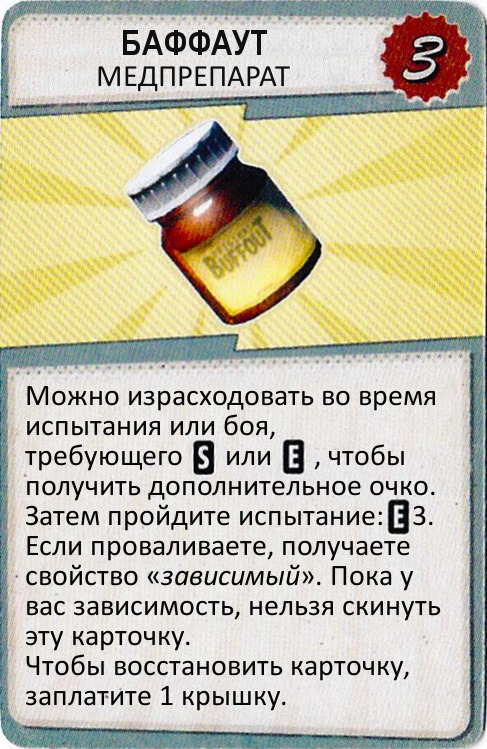 БАФФАУТ
МЕДПРЕПАРАТ
3
BUFFOUT
Можно израсходовать во время
испытания или боя,
требующего S или E , чтобы
получить дополнительное очко.
Затем пройдите испытание: E 3.
Если проваливаете, получаете
свойство «зависимый». Пока у
вас зависимость, нельзя скинуть
эту карточку.
Чтобы восстановить карточку,
заплатите 1 крышку.